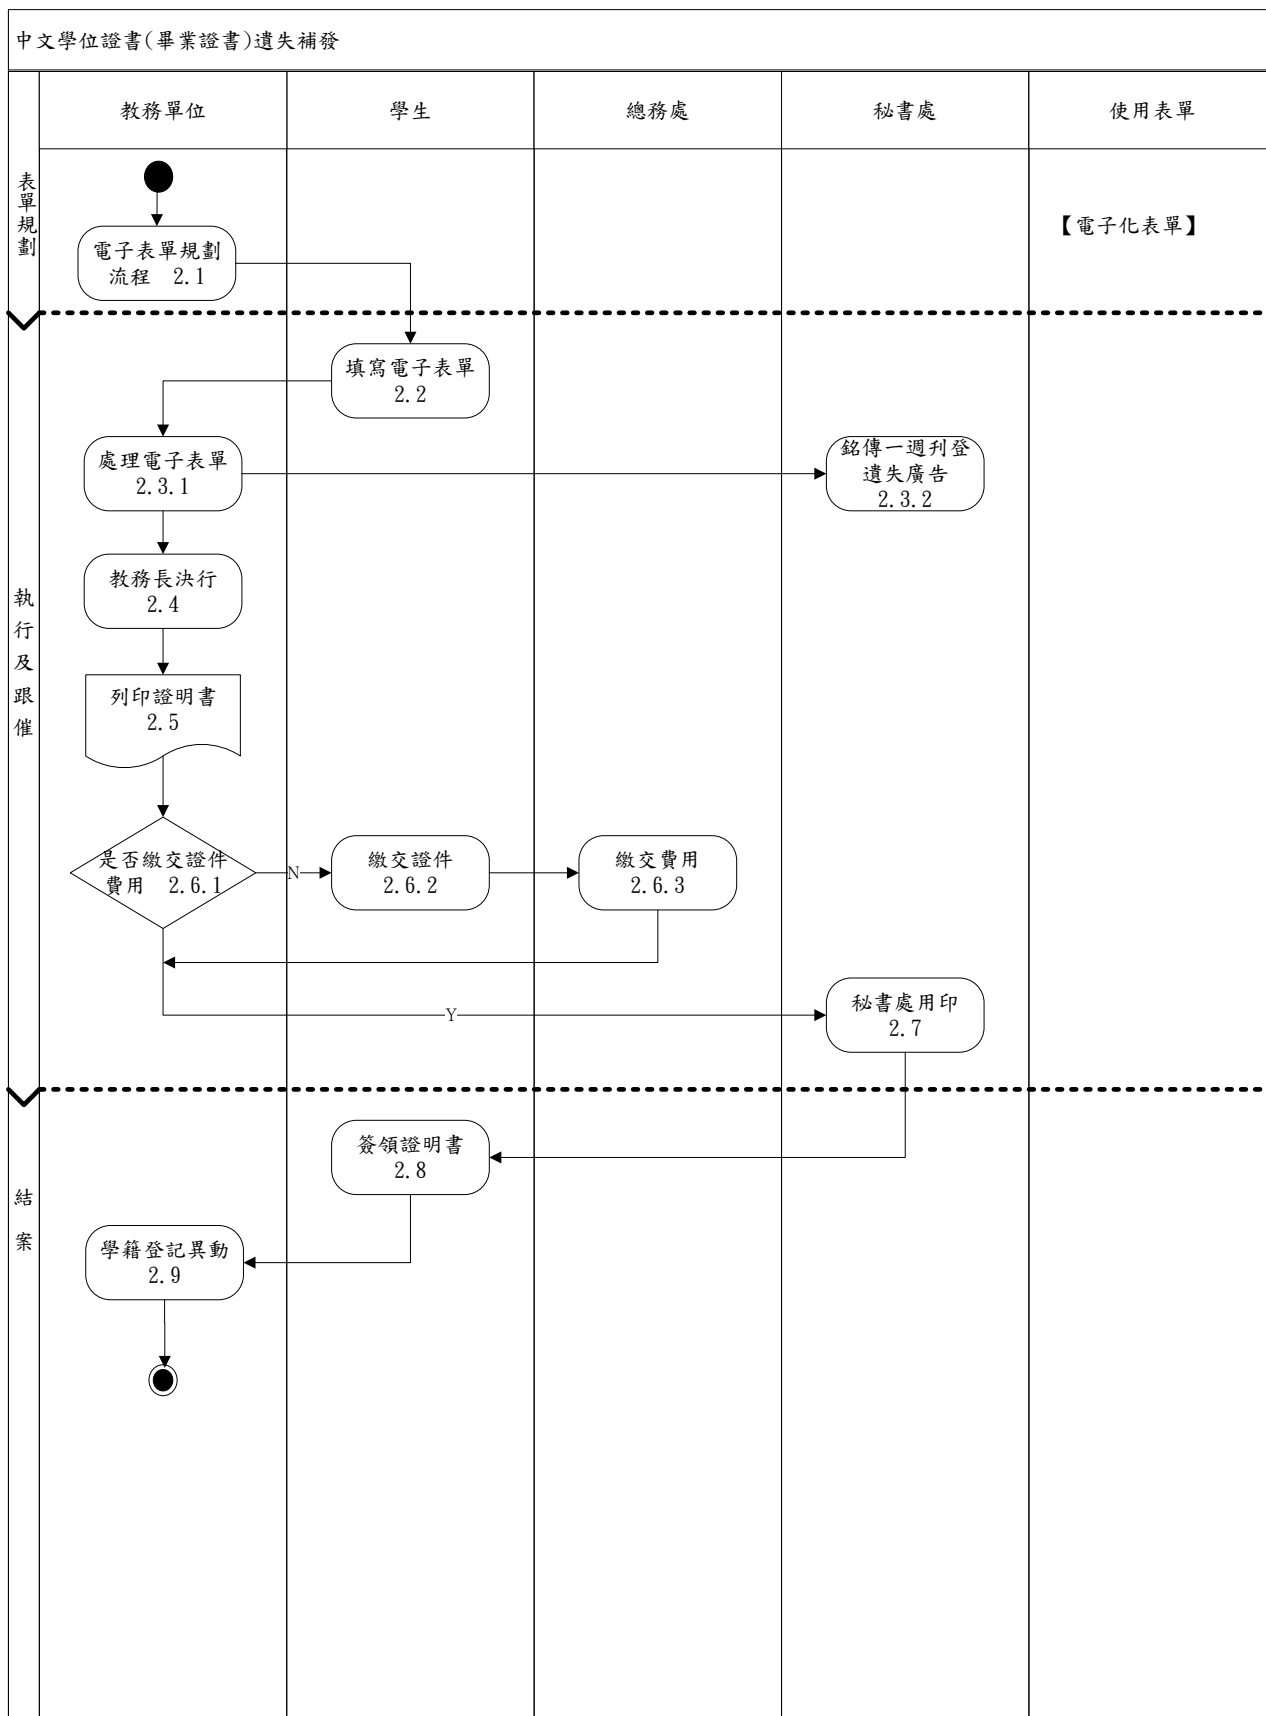 中文學位證書(畢業證書)遺失補發
教務單位
學生
總務處
秘書處
使用表單
表單規劃
【電子化表單】
電子表單規劃
流程 2.1
填寫電子表單
2.2
執行及跟催
處理電子表單
2.3.1
銘傳一週刋登
遺失廣告
2.3.2
教務長決行
2.4
列印證明書
2.5
是否繳交證件
費用 2.6.1
N
繳交證件
2.6.2
繳交費用
2.6.3
Y
秘書處用印
2.7
結案
簽領證明書
2.8
學籍登記異動
2.9